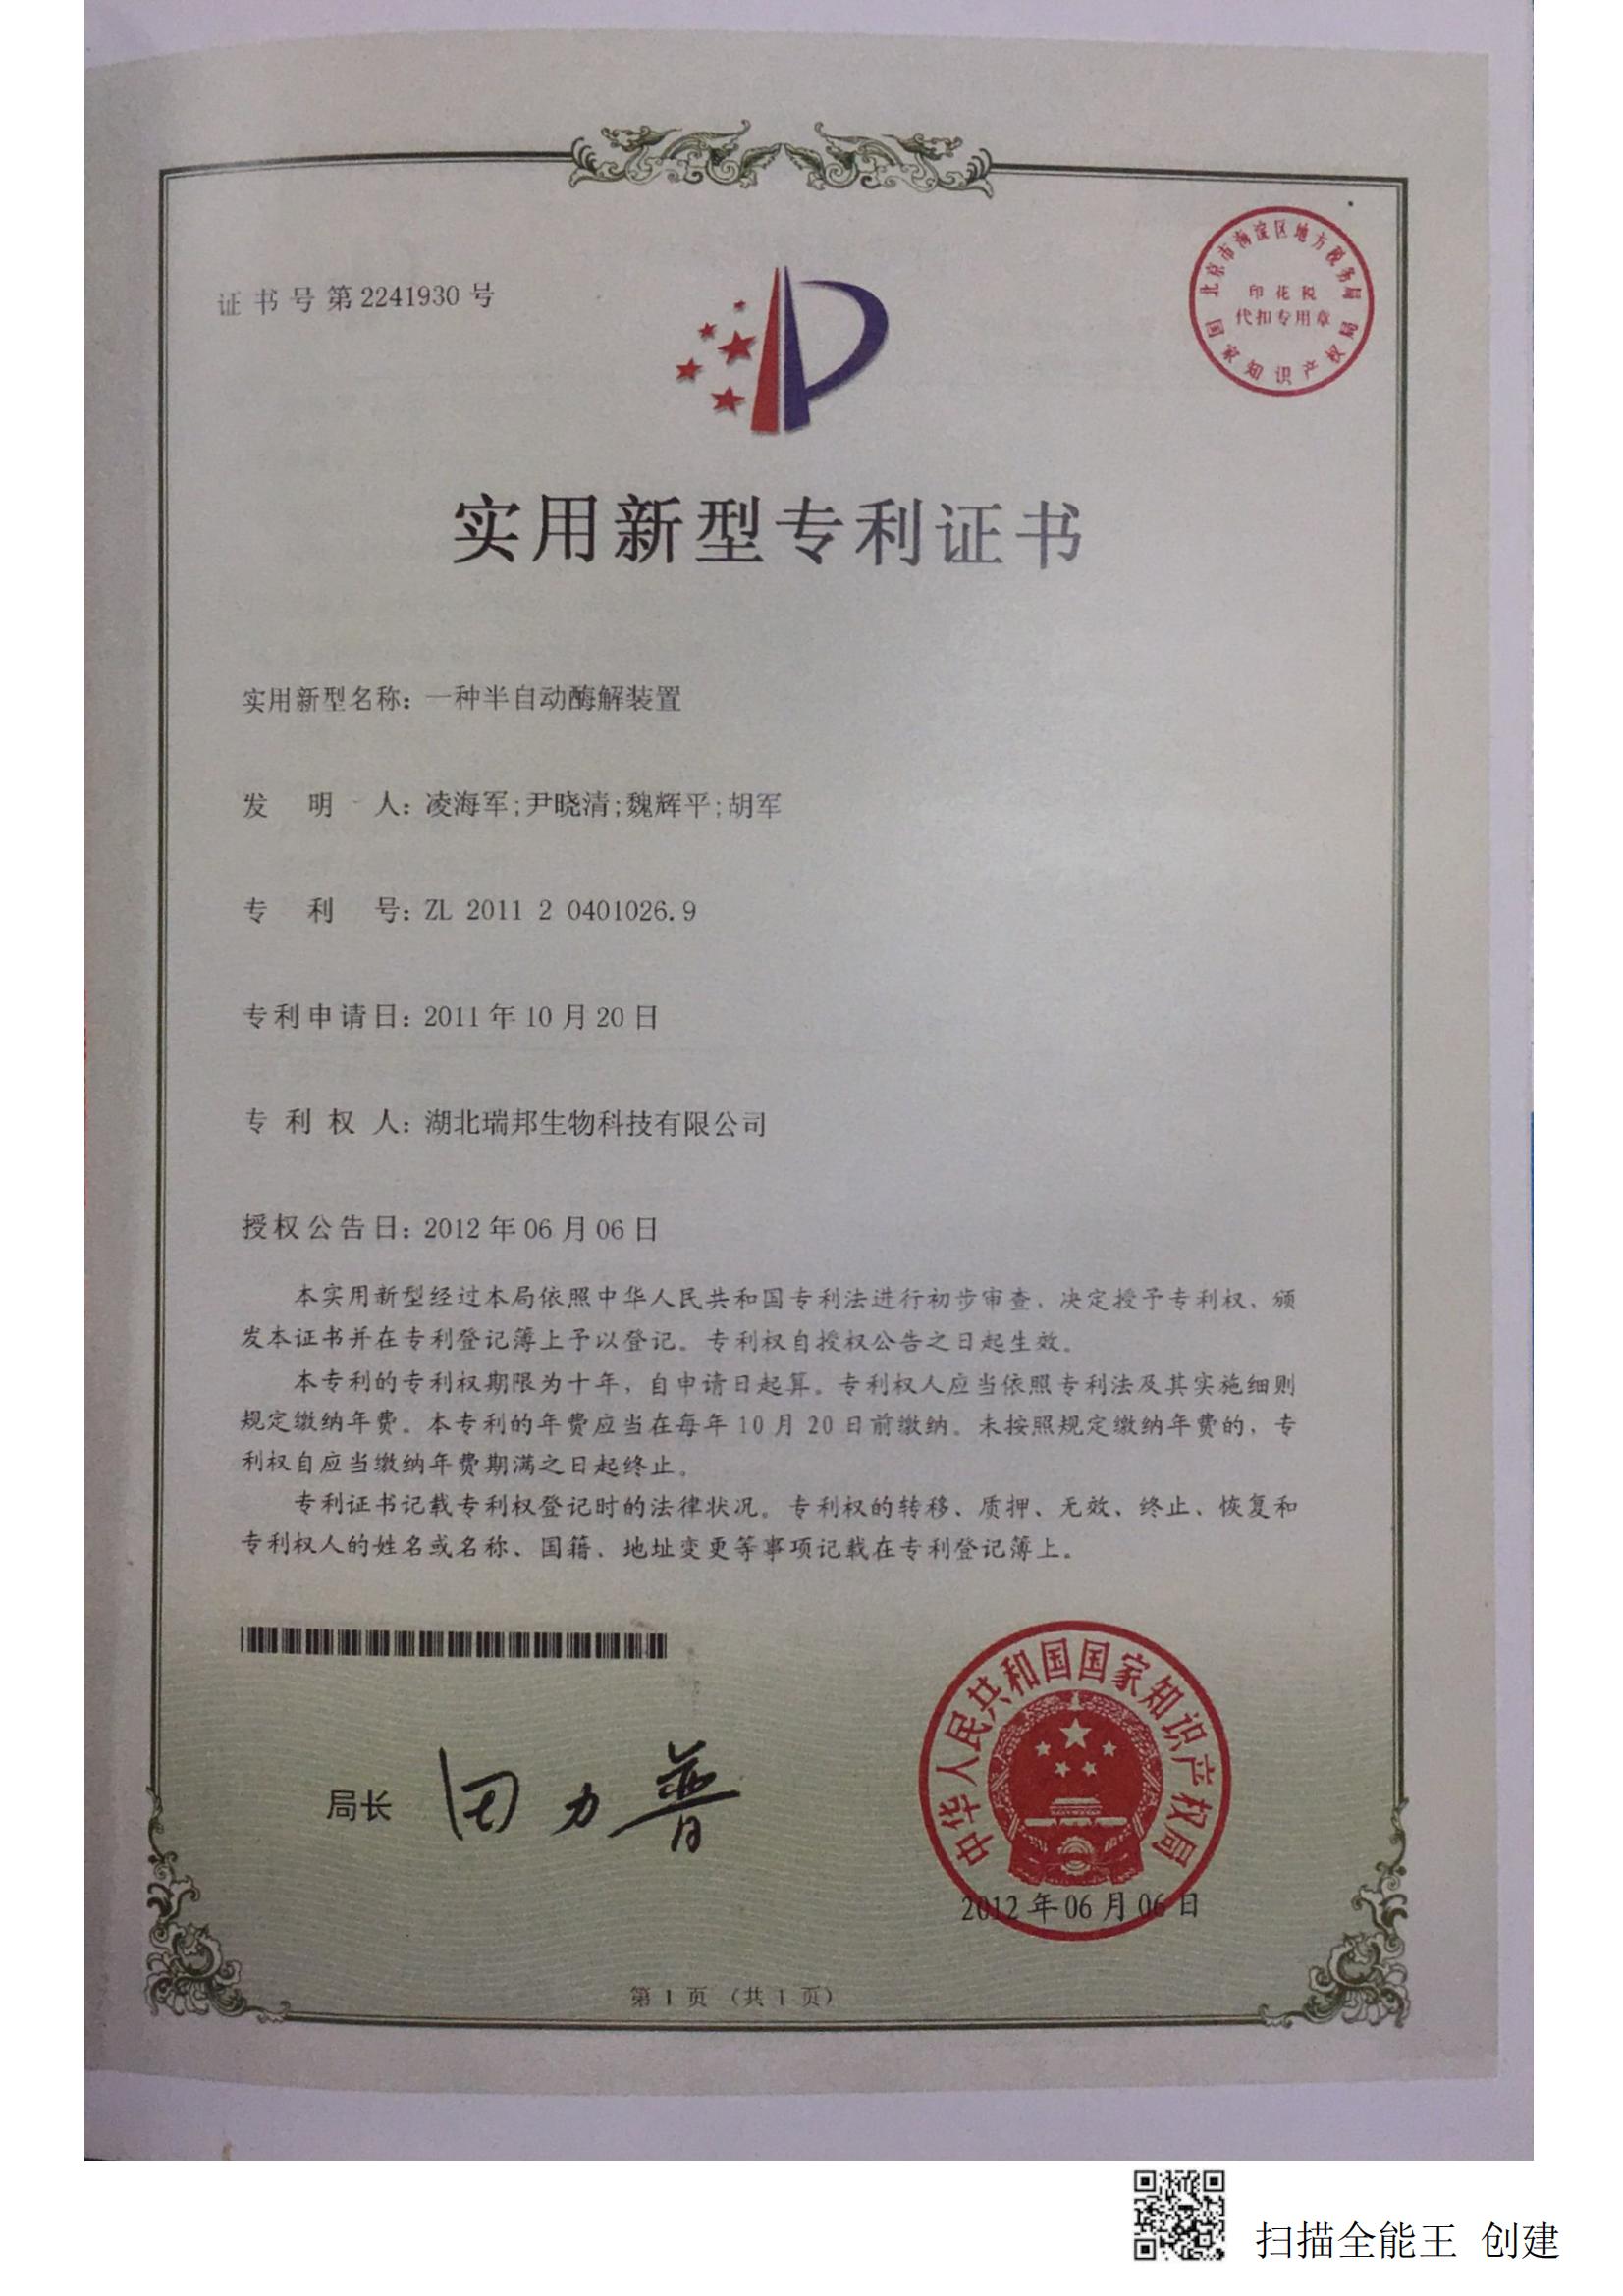 证书号第2241930号
北京市海淀区地方税务局
印花税
代扣专用章
国家知识产权局
实用新型专利证书
实用新型名称：一种半自动酶解装置
发明人：凌海军;尹晓清;魏辉平;胡军
专利号：ZL 2011 2 0401026.9
专利申请日：2011年10月20日
专利权人：湖北瑞邦生物科技有限公司
授权公告日：2012年06月06日
本实用新型经过本局依照中华人民共和国专利法进行初步审查，决定授予专利权，颁
发本证书并在专利登记簿上予以登记。专利权自授权公告之日起生效。
本专利的专利权期限为十年，自申请日起算。专利权人应当依照专利法及其实施细则
规定缴纳年费。本专利的年费应当在每年10月20日前缴纳。未按照规定缴纳年费的，专
利权自应当缴纳年费期满之日起终止。
专利证书记载专利权登记时的法律状况。专利权的转移、质押、无效、终止、恢复和
专利权人的姓名或名称、国籍、地址变更等事项记载在专利登记簿上。
局长 田力普
中华人民共和国国家知识产权局
2012年06月06日
第1页（共1页）
扫描全能王 创建